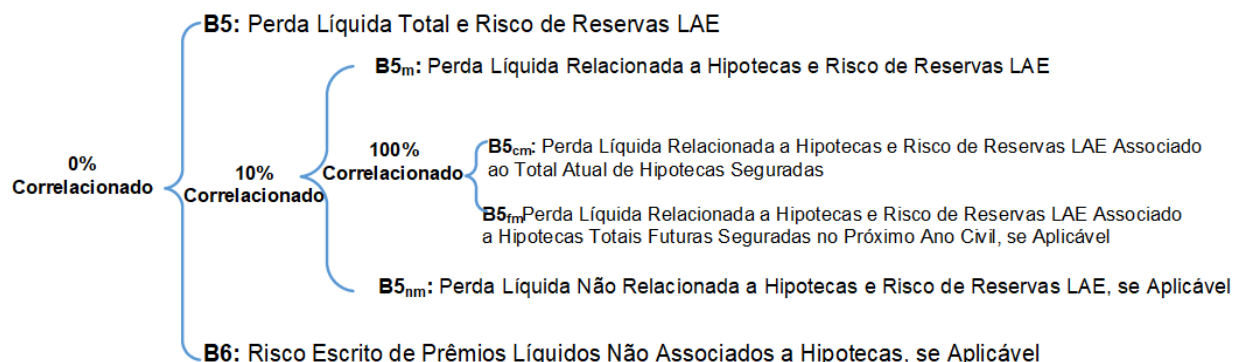 B5: Perda Líquida Total e Risco de Reservas LAE
B5m: Perda Líquida Relacionada a Hipotecas e Risco de Reservas LAE
0%
Correlacionado
10%
Correlacionado
100%
Correlacionado
B5cm: Perda Líquida Relacionada a Hipotecas e Risco de Reservas LAE Associado
ao Total Atual de Hipotecas Seguradas
B5fmPerda Líquida Relacionada a Hipotecas e Risco de Reservas LAE Associado
a Hipotecas Totais Futuras Seguradas no Próximo Ano Civil, se Aplicável
B5nm: Perda Líquida Não Relacionada a Hipotecas e Risco de Reservas LAE, se Aplicável
B6: Risco Escrito de Prêmios Líquidos Não Associados a Hipotecas, se Aplicável